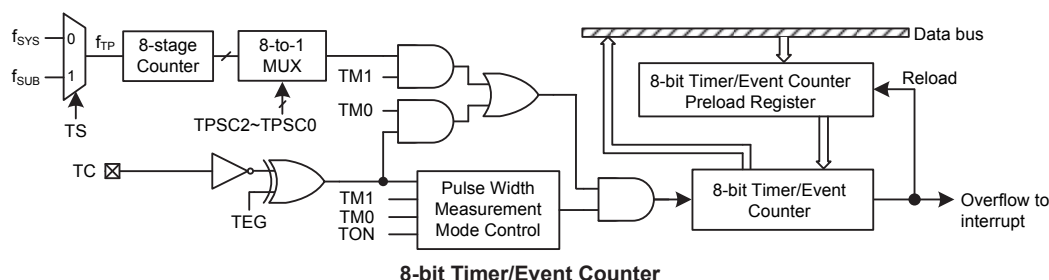 fSYS
0
fTP
8-stage
Counter
8-to-1
MUX
fSUB
1
TS
TPSC2~TPSC0
TM1
TM0
Data bus
8-bit Timer/Event Counter
Preload Register
Reload
TC
TEG
TM1
TM0
TON
Pulse Width
Measurement
Mode Control
8-bit Timer/Event
Counter
Overflow to
interrupt
8-bit Timer/Event Counter